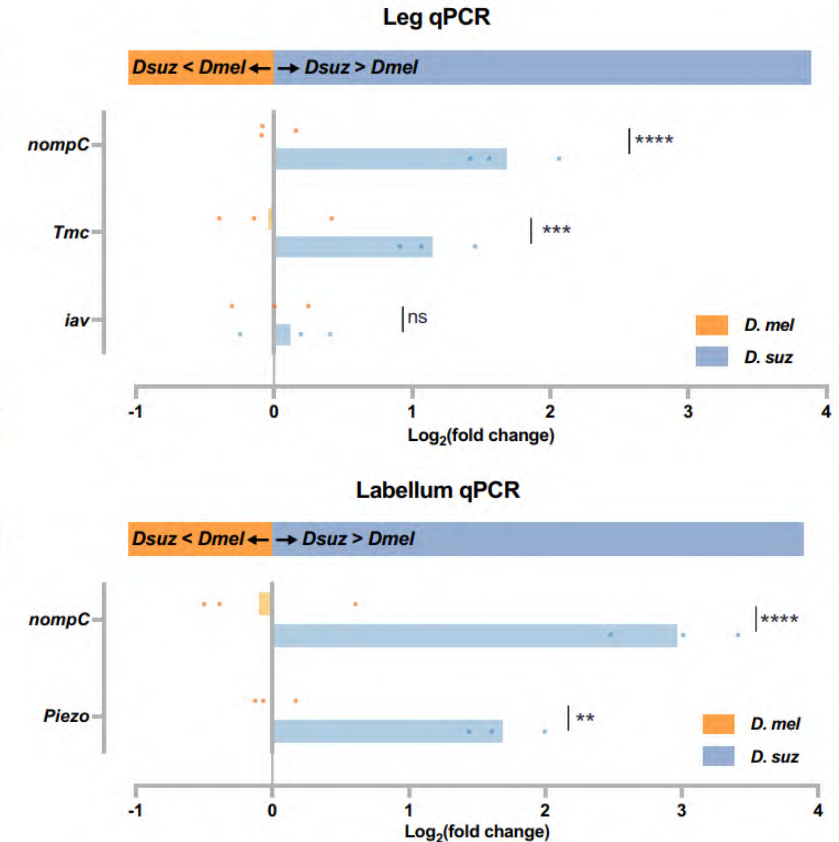 Leg qPCR
Dsuz < Dmel ← → Dsuz > Dmel
nompC
****
Tmc
***
iav
ns
D. mel
D. suz
-1 0 1 2 3 4
Log₂(fold change)
Labellum qPCR
Dsuz < Dmel ← → Dsuz > Dmel
nompC
****
Piezo
**
D. mel
D. suz
-1 0 1 2 3 4
Log₂(fold change)